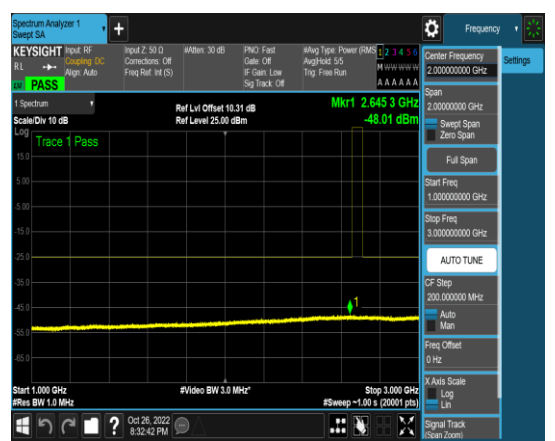 Spectrum Analyzer 1
Swept SA
+
Frequency
KEYSIGHT
RL
PASS
Input: RF
Coupling: DC
Align: Auto
Input Z: 50 Ω
Corrections: Off
Freq Ref: Int (S)
#Atten: 30 dB
PNO: Fast
Gate: Off
IF Gain: Low
Sig Track: Off
#Avg Type: Power (RMS
Avg|Hold: 5/5
Trig: Free Run
1 2 3 4 5 6
M W W W W W
A A A A A A
1 Spectrum
Scale/Div 10 dB
Ref Lvl Offset 10.31 dB
Ref Level 25.00 dBm
Mkr1 2.645 3 GHz
-48.01 dBm
Log
Trace 1 Pass
15.0
5.00
-5.00
-15.0
-25.0
-35.0
-45.0
-55.0
-65.0
1
Start 1.000 GHz
#Res BW 1.0 MHz
#Video BW 3.0 MHz*
Stop 3.000 GHz
#Sweep ~1.00 s (20001 pts)
Center Frequency
2.000000000 GHz
Settings
Span
2.00000000 GHz
Swept Span
Zero Span
Full Span
Start Freq
1.000000000 GHz
Stop Freq
3.000000000 GHz
AUTO TUNE
CF Step
200.000000 MHz
Auto
Man
Freq Offset
0 Hz
X Axis Scale
Log
Lin
Signal Track
(Span Zoom)
?
Oct 26, 2022
8:32:42 PM